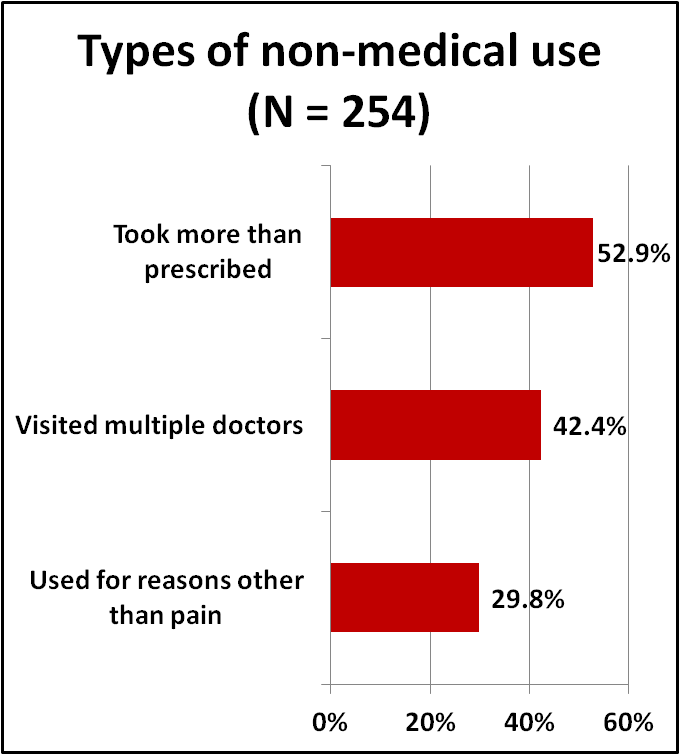 Types of non-medical use
(N = 254)
Took more than
prescribed
52.9%
Visited multiple doctors
42.4%
Used for reasons other
than pain
29.8%
0%
20%
40%
60%